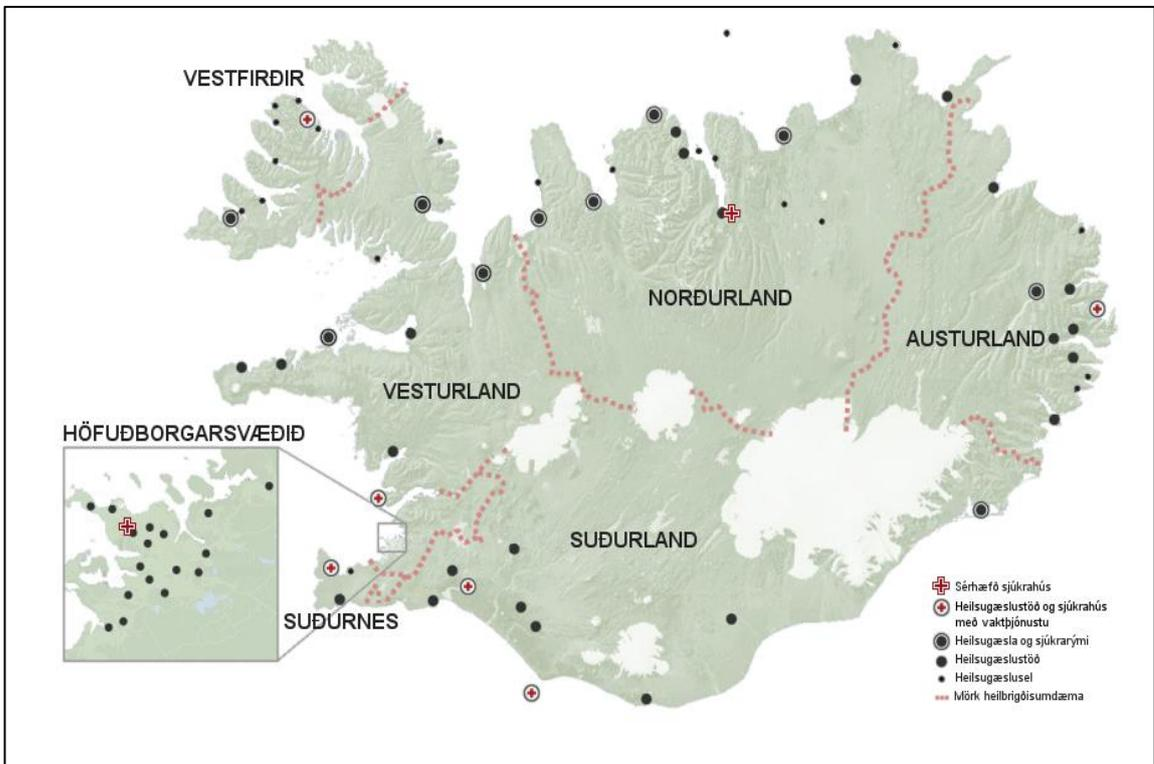 VESTFIRÐIR
NORÐURLAND
AUSTURLAND
VESTURLAND
HÖFUÐBORGARSVÆÐIÐ
SUÐURLAND
SUÐURNES
Sérhæfð sjúkrahús
Heilsugæslustöð og sjúkrahús
með vaktþjónustu
Heilsugæsla og sjúkrarými
Heilsugæslustöð
Heilsugæslusel
Mörk heilbrigðisumdæma